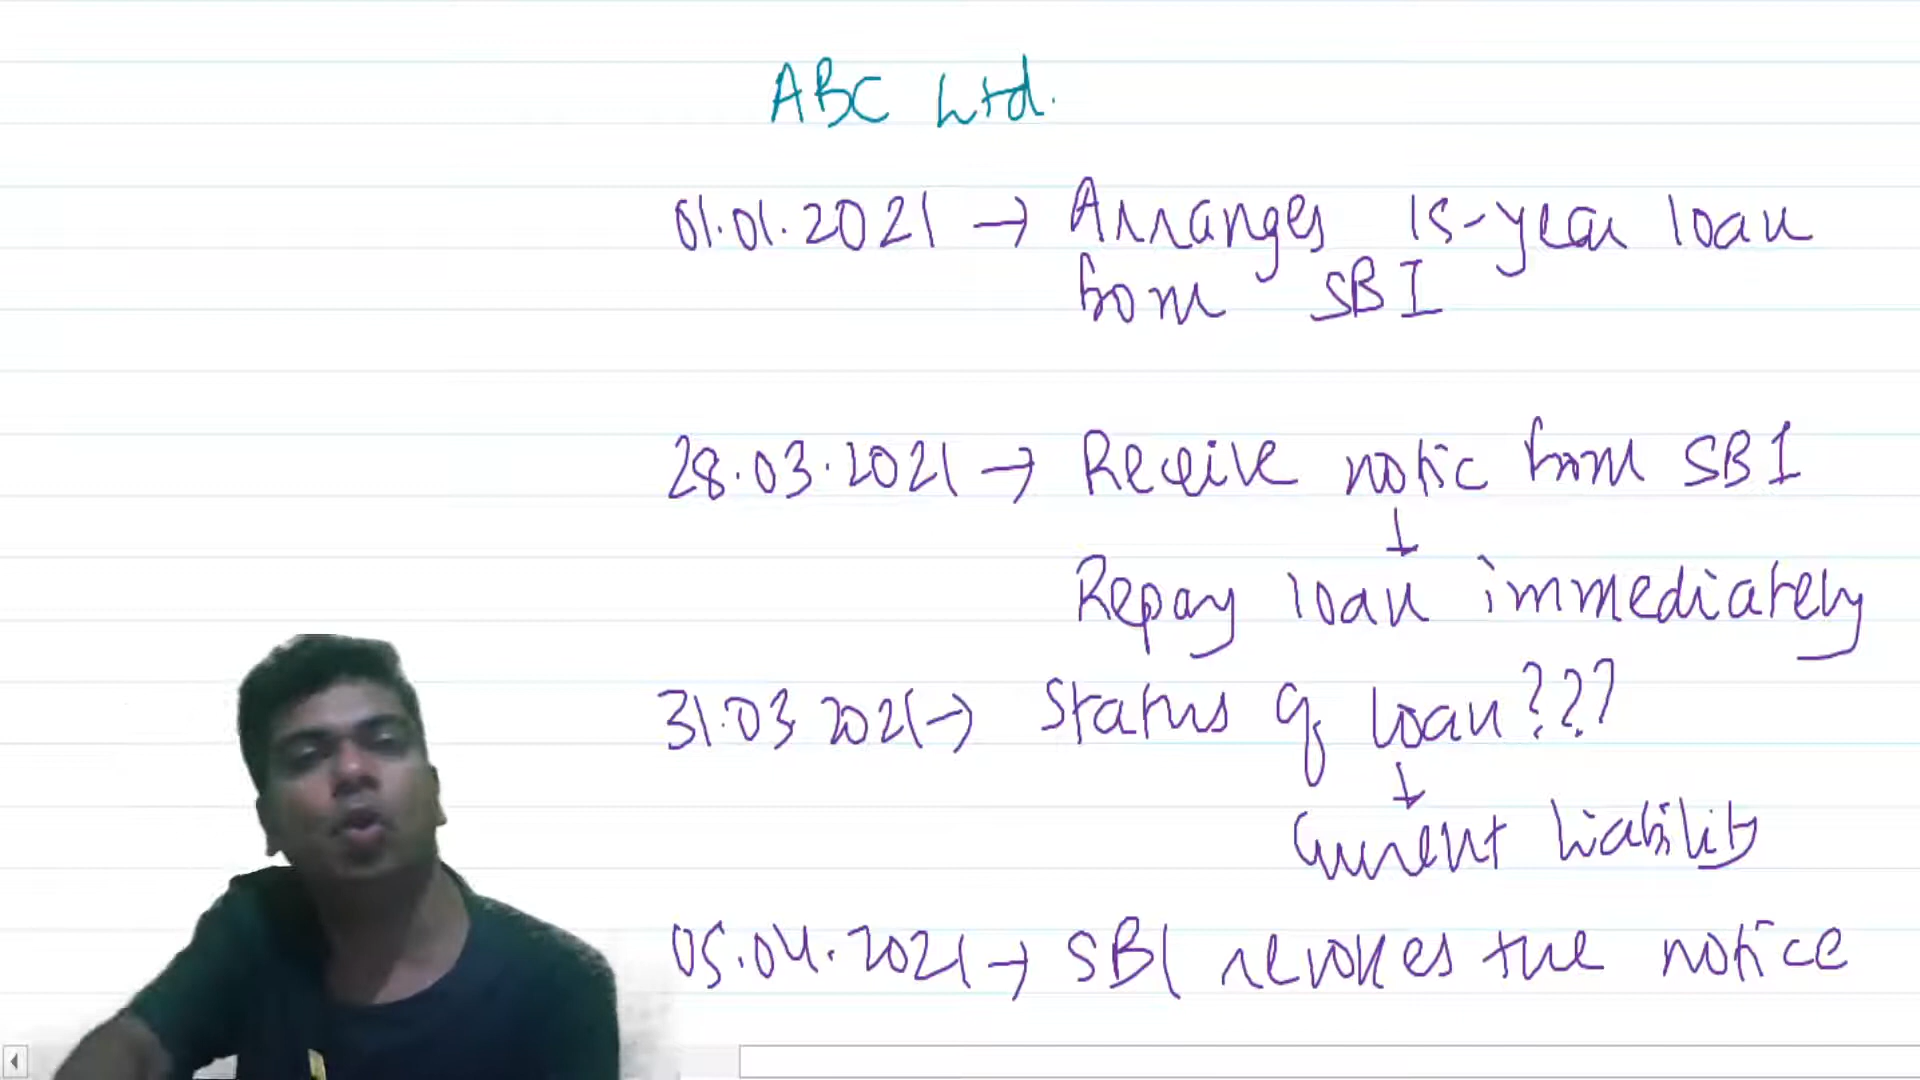 ABC Ltd.
01.01.2021 → Arranges 15-year loan
from SBI
28.03.2021 → Receive notic from SBI
↓
Repay loan immediately
31.03 2021 → Status of loan???
↓
Current Liability
05.04.2021 → SBI revokes the notice